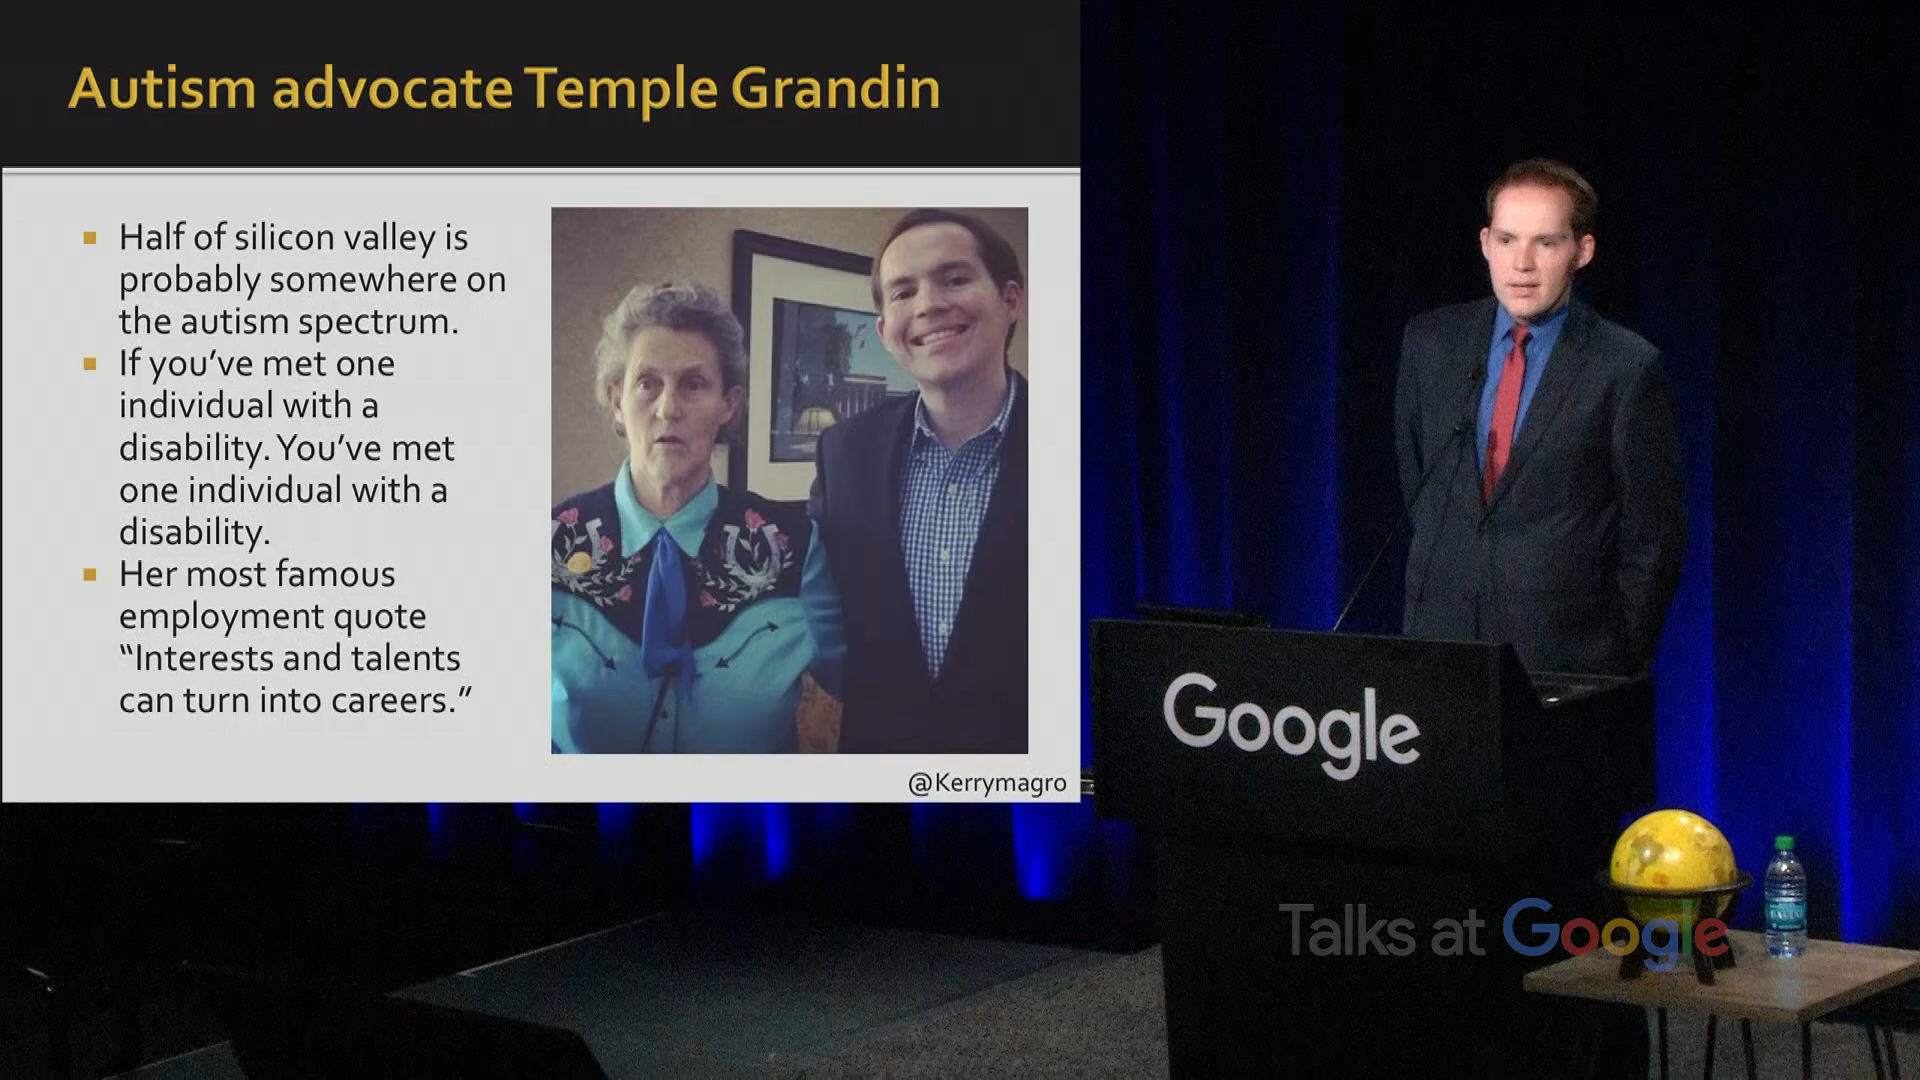 Autism advocate Temple Grandin
Half of silicon valley is
probably somewhere on
the autism spectrum.
If you've met one
individual with a
disability. You've met
one individual with a
disability.
Her most famous
employment quote
“Interests and talents
can turn into careers.”
@Kerrymagro
Google
Talks at Google